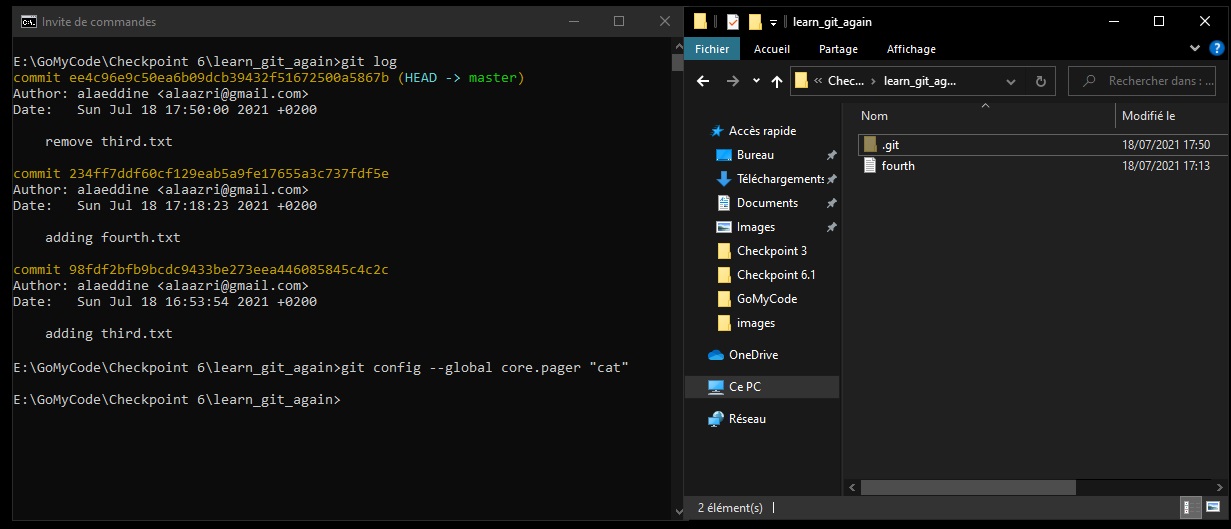 Invite de commandes
E:\GoMyCode\Checkpoint 6\learn_git_again>git log
commit ee4c96e9c50ea6b09dcb39432f51672500a5867b (HEAD -> master)
Author: alaeddine <alaazri@gmail.com>
Date:   Sun Jul 18 17:50:00 2021 +0200
remove third.txt
commit 234ff7ddf60cf129eab5a9fe17655a3c737fdf5e
Author: alaeddine <alaazri@gmail.com>
Date:   Sun Jul 18 17:18:23 2021 +0200
adding fourth.txt
commit 98fdf2bfb9bcdc9433be273eea446085845c4c2c
Author: alaeddine <alaazri@gmail.com>
Date:   Sun Jul 18 16:53:54 2021 +0200
adding third.txt
E:\GoMyCode\Checkpoint 6\learn_git_again>git config --global core.pager "cat"
E:\GoMyCode\Checkpoint 6\learn_git_again>
learn_git_again
Fichier Accueil Partage Affichage
« Chec... > learn_git_ag...
Rechercher dans : ...
Nom Modifié le
.git 18/07/2021 17:50
fourth 18/07/2021 17:13
Accès rapide
Bureau
Téléchargements
Documents
Images
Checkpoint 3
Checkpoint 6.1
GoMyCode
images
OneDrive
Ce PC
Réseau
2 élément(s)